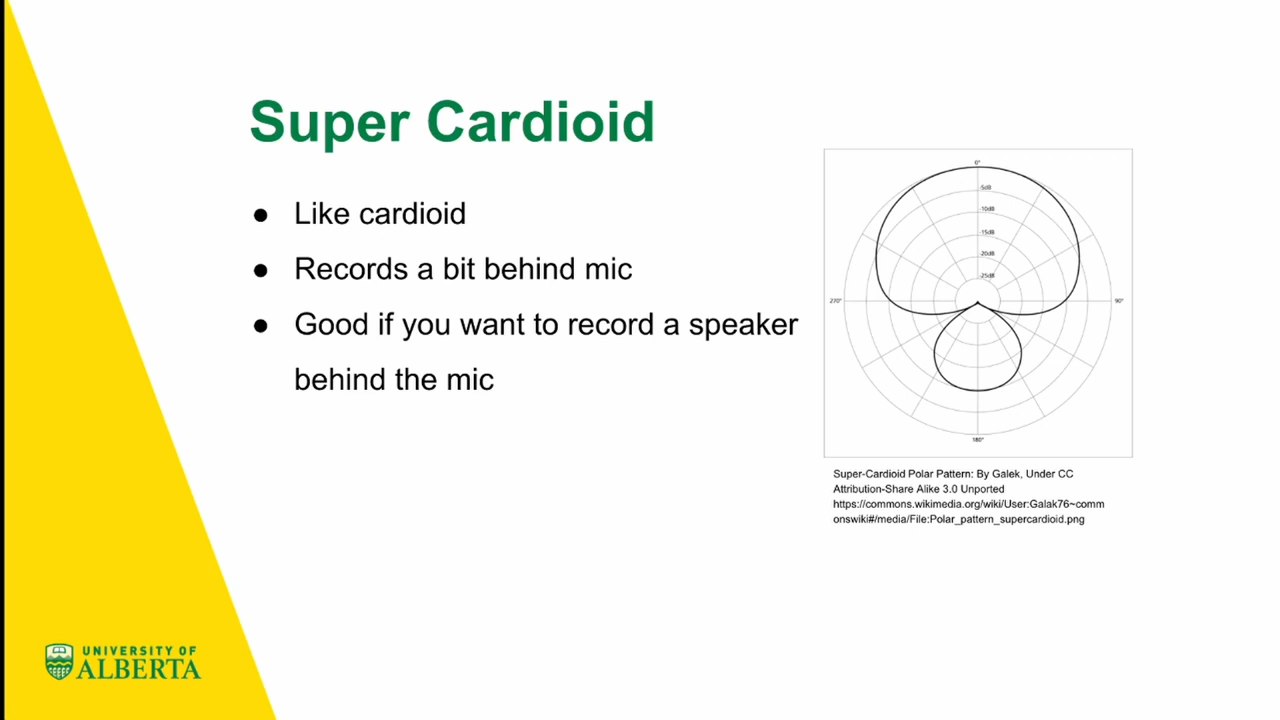 Super Cardioid
● Like cardioid
● Records a bit behind mic
● Good if you want to record a speaker
behind the mic
0°
-5dB
-10dB
-15dB
-20dB
-25dB
270°
90°
180°
Super-Cardioid Polar Pattern: By Galek, Under CC
Attribution-Share Alike 3.0 Unported
https://commons.wikimedia.org/wiki/User:Galak76~comm
onswiki#/media/File:Polar_pattern_supercardioid.png
UNIVERSITY OF
ALBERTA